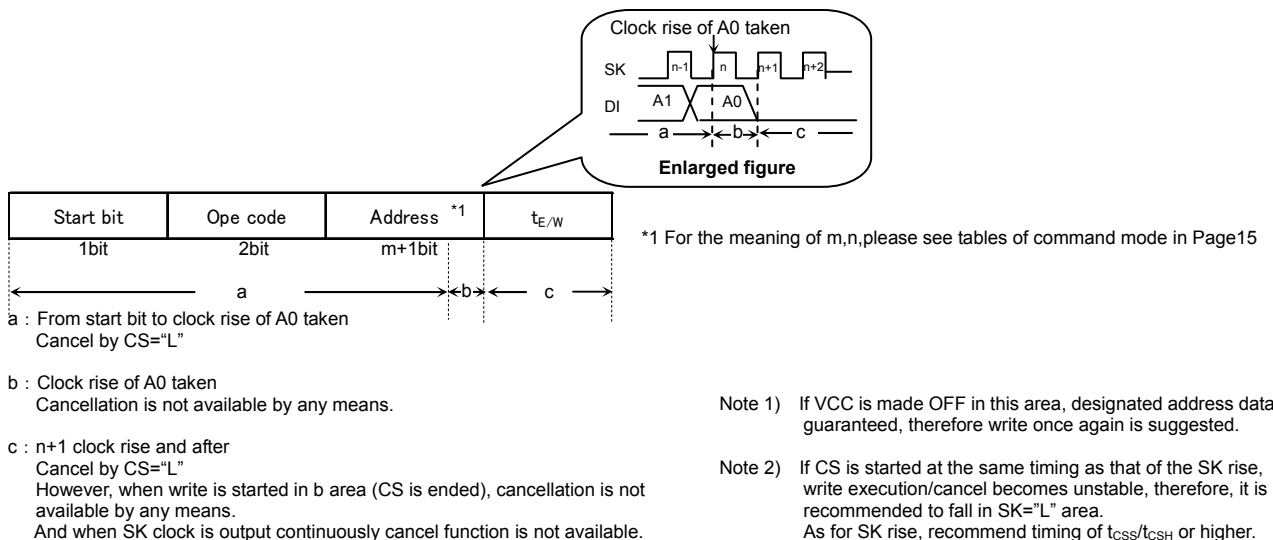 Clock rise of A0 taken
SK n-1 n n+1 n+2
DI A1 A0
a b c
Enlarged figure
Start bit Ope code Address *1 tE/W
1bit 2bit m+1bit
*1 For the meaning of m,n,please see tables of command mode in Page15
a b c
a : From start bit to clock rise of A0 taken
Cancel by CS=“L”
b : Clock rise of A0 taken
Cancellation is not available by any means.
c : n+1 clock rise and after
Cancel by CS=“L”
However, when write is started in b area (CS is ended), cancellation is not
available by any means.
And when SK clock is output continuously cancel function is not available.
Note 1) If VCC is made OFF in this area, designated address data
guaranteed, therefore write once again is suggested.
Note 2) If CS is started at the same timing as that of the SK rise,
write execution/cancel becomes unstable, therefore, it is
recommended to fall in SK=”L” area.
As for SK rise, recommend timing of tCSS/tCSH or higher.